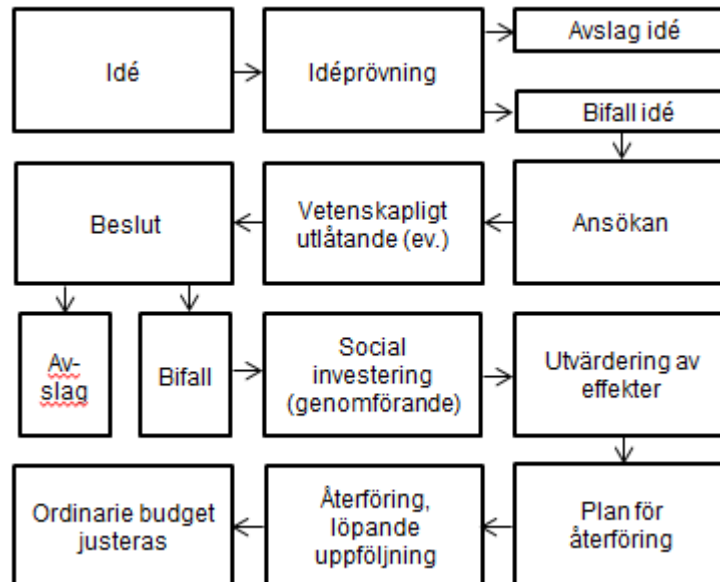 Idé
Idéprövning
Avslag idé
Bifall idé
Beslut
Vetenskapligt
utlåtande (ev.)
Ansökan
Av-
slag
Bifall
Social
investering
(genomförande)
Utvärdering av
effekter
Ordinarie budget
justeras
Återföring,
löpande
uppföljning
Plan för
återföring